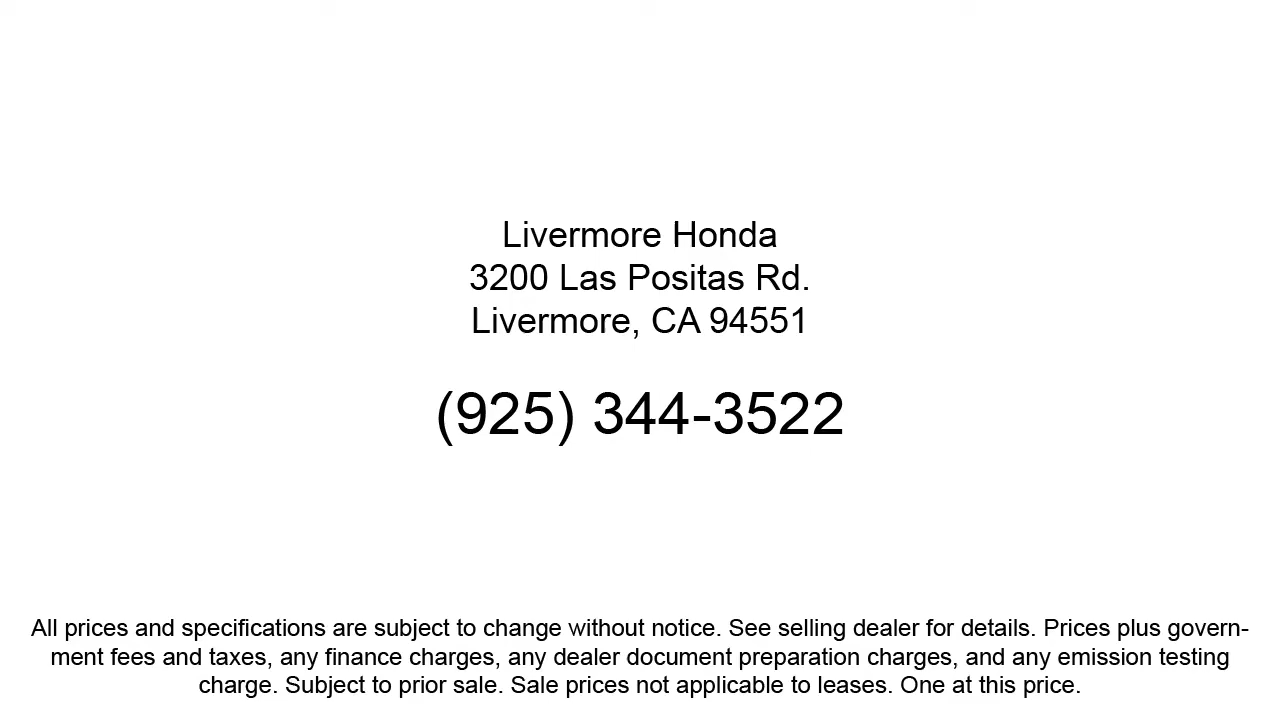 Livermore Honda
3200 Las Positas Rd.
Livermore, CA 94551
(925) 344-3522
All prices and specifications are subject to change without notice. See selling dealer for details. Prices plus govern-
ment fees and taxes, any finance charges, any dealer document preparation charges, and any emission testing
charge. Subject to prior sale. Sale prices not applicable to leases. One at this price.